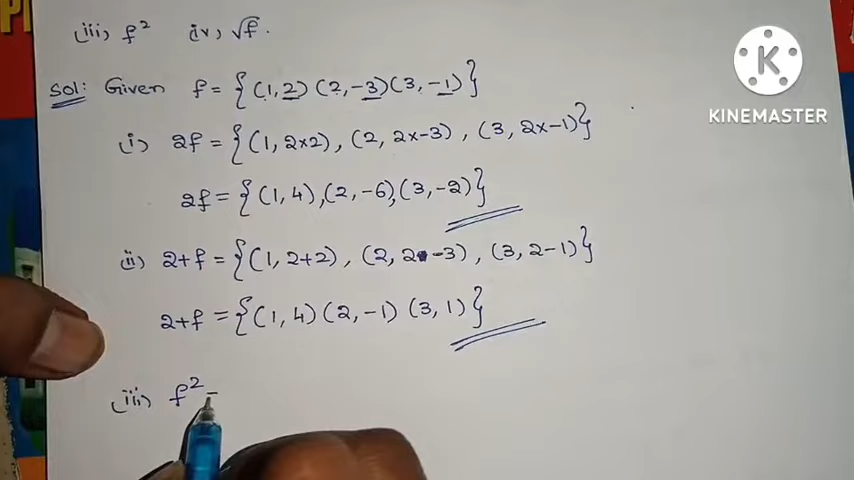 (iii) f² (iv) √f.
Sol: Given f = {(1,2) (2,-3)(3,-1)}
(i) 2f = {(1, 2×2), (2, 2×-3), (3, 2×-1)}
2f = {(1,4),(2,-6),(3,-2)}
(ii) 2+f = {(1, 2+2), (2, 2-3), (3, 2-1)}
2+f = {(1,4) (2,-1) (3,1)}
(iii) f² -
K
KINEMASTER